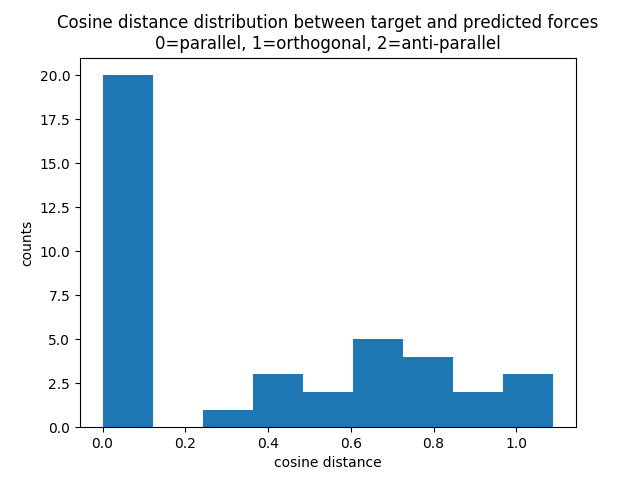 Cosine distance distribution between target and predicted forces
0=parallel, 1=orthogonal, 2=anti-parallel
20.0
17.5
15.0
12.5
10.0
7.5
5.0
2.5
0.0
counts
0.0 0.2 0.4 0.6 0.8 1.0
cosine distance